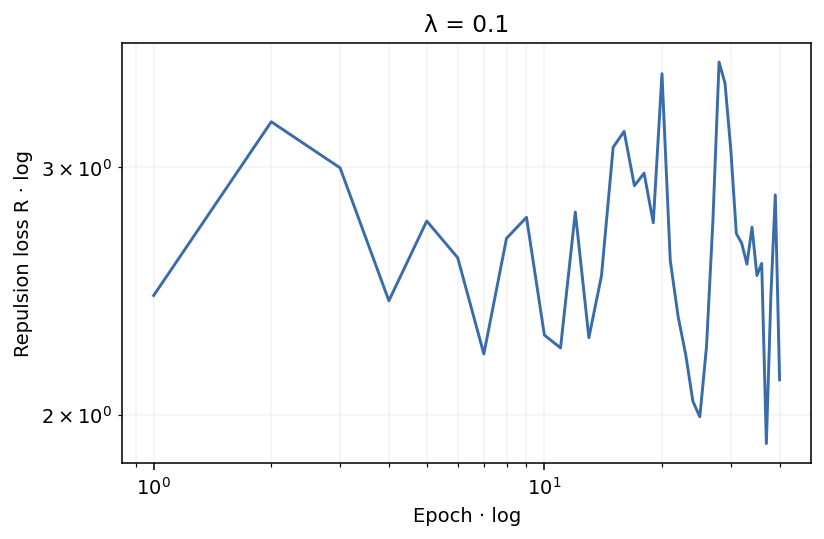 λ = 0.1
Repulsion loss R · log
3 × 10⁰
2 × 10⁰
10⁰
10¹
Epoch · log